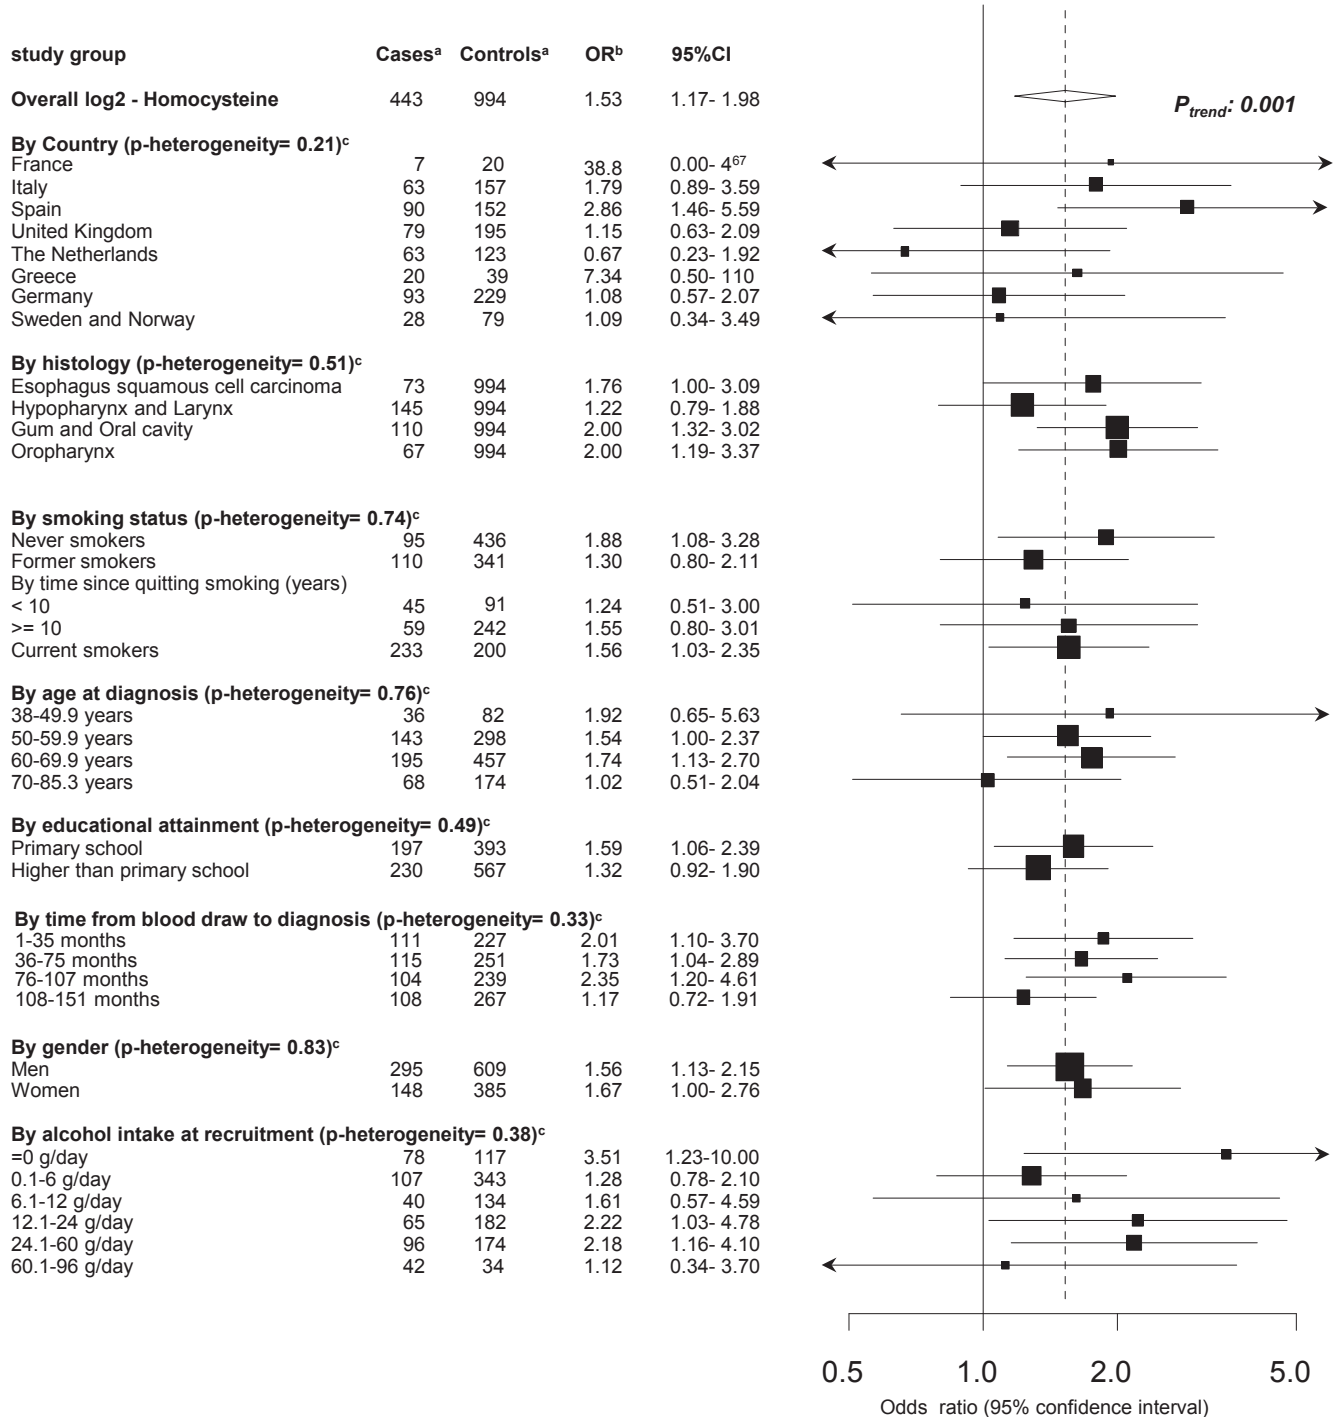 study group Casesᵃ Controlsᵃ ORᵇ 95%CI
Overall log2 - Homocysteine 443 994 1.53 1.17- 1.98
P_trend: 0.001
By Country (p-heterogeneity= 0.21)ᶜ
France 7 20 38.8 0.00- 4⁶⁷
Italy 63 157 1.79 0.89- 3.59
Spain 90 152 2.86 1.46- 5.59
United Kingdom 79 195 1.15 0.63- 2.09
The Netherlands 63 123 0.67 0.23- 1.92
Greece 20 39 7.34 0.50- 110
Germany 93 229 1.08 0.57- 2.07
Sweden and Norway 28 79 1.09 0.34- 3.49
By histology (p-heterogeneity= 0.51)ᶜ
Esophagus squamous cell carcinoma 73 994 1.76 1.00- 3.09
Hypopharynx and Larynx 145 994 1.22 0.79- 1.88
Gum and Oral cavity 110 994 2.00 1.32- 3.02
Oropharynx 67 994 2.00 1.19- 3.37
By smoking status (p-heterogeneity= 0.74)ᶜ
Never smokers 95 436 1.88 1.08- 3.28
Former smokers 110 341 1.30 0.80- 2.11
By time since quitting smoking (years)
< 10 45 91 1.24 0.51- 3.00
>= 10 59 242 1.55 0.80- 3.01
Current smokers 233 200 1.56 1.03- 2.35
By age at diagnosis (p-heterogeneity= 0.76)ᶜ
38-49.9 years 36 82 1.92 0.65- 5.63
50-59.9 years 143 298 1.54 1.00- 2.37
60-69.9 years 195 457 1.74 1.13- 2.70
70-85.3 years 68 174 1.02 0.51- 2.04
By educational attainment (p-heterogeneity= 0.49)ᶜ
Primary school 197 393 1.59 1.06- 2.39
Higher than primary school 230 567 1.32 0.92- 1.90
By time from blood draw to diagnosis (p-heterogeneity= 0.33)ᶜ
1-35 months 111 227 2.01 1.10- 3.70
36-75 months 115 251 1.73 1.04- 2.89
76-107 months 104 239 2.35 1.20- 4.61
108-151 months 108 267 1.17 0.72- 1.91
By gender (p-heterogeneity= 0.83)ᶜ
Men 295 609 1.56 1.13- 2.15
Women 148 385 1.67 1.00- 2.76
By alcohol intake at recruitment (p-heterogeneity= 0.38)ᶜ
=0 g/day 78 117 3.51 1.23-10.00
0.1-6 g/day 107 343 1.28 0.78- 2.10
6.1-12 g/day 40 134 1.61 0.57- 4.59
12.1-24 g/day 65 182 2.22 1.03- 4.78
24.1-60 g/day 96 174 2.18 1.16- 4.10
60.1-96 g/day 42 34 1.12 0.34- 3.70
0.5 1.0 2.0 5.0
Odds ratio (95% confidence interval)